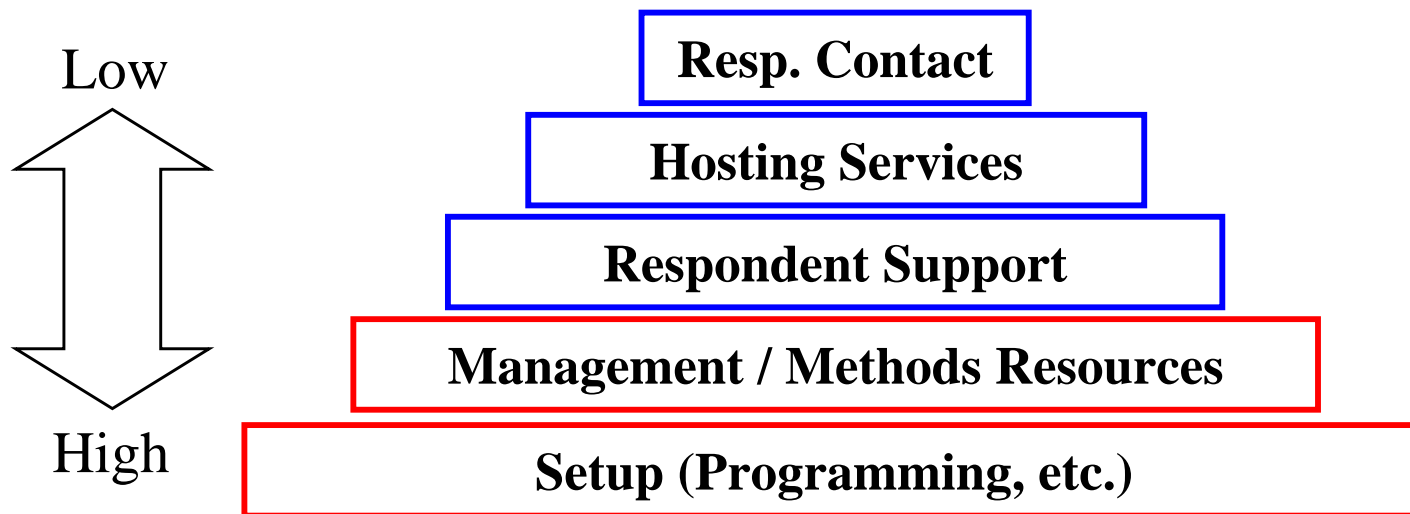 Low
Resp. Contact
Hosting Services
Respondent Support
Management / Methods Resources
High
Setup (Programming, etc.)